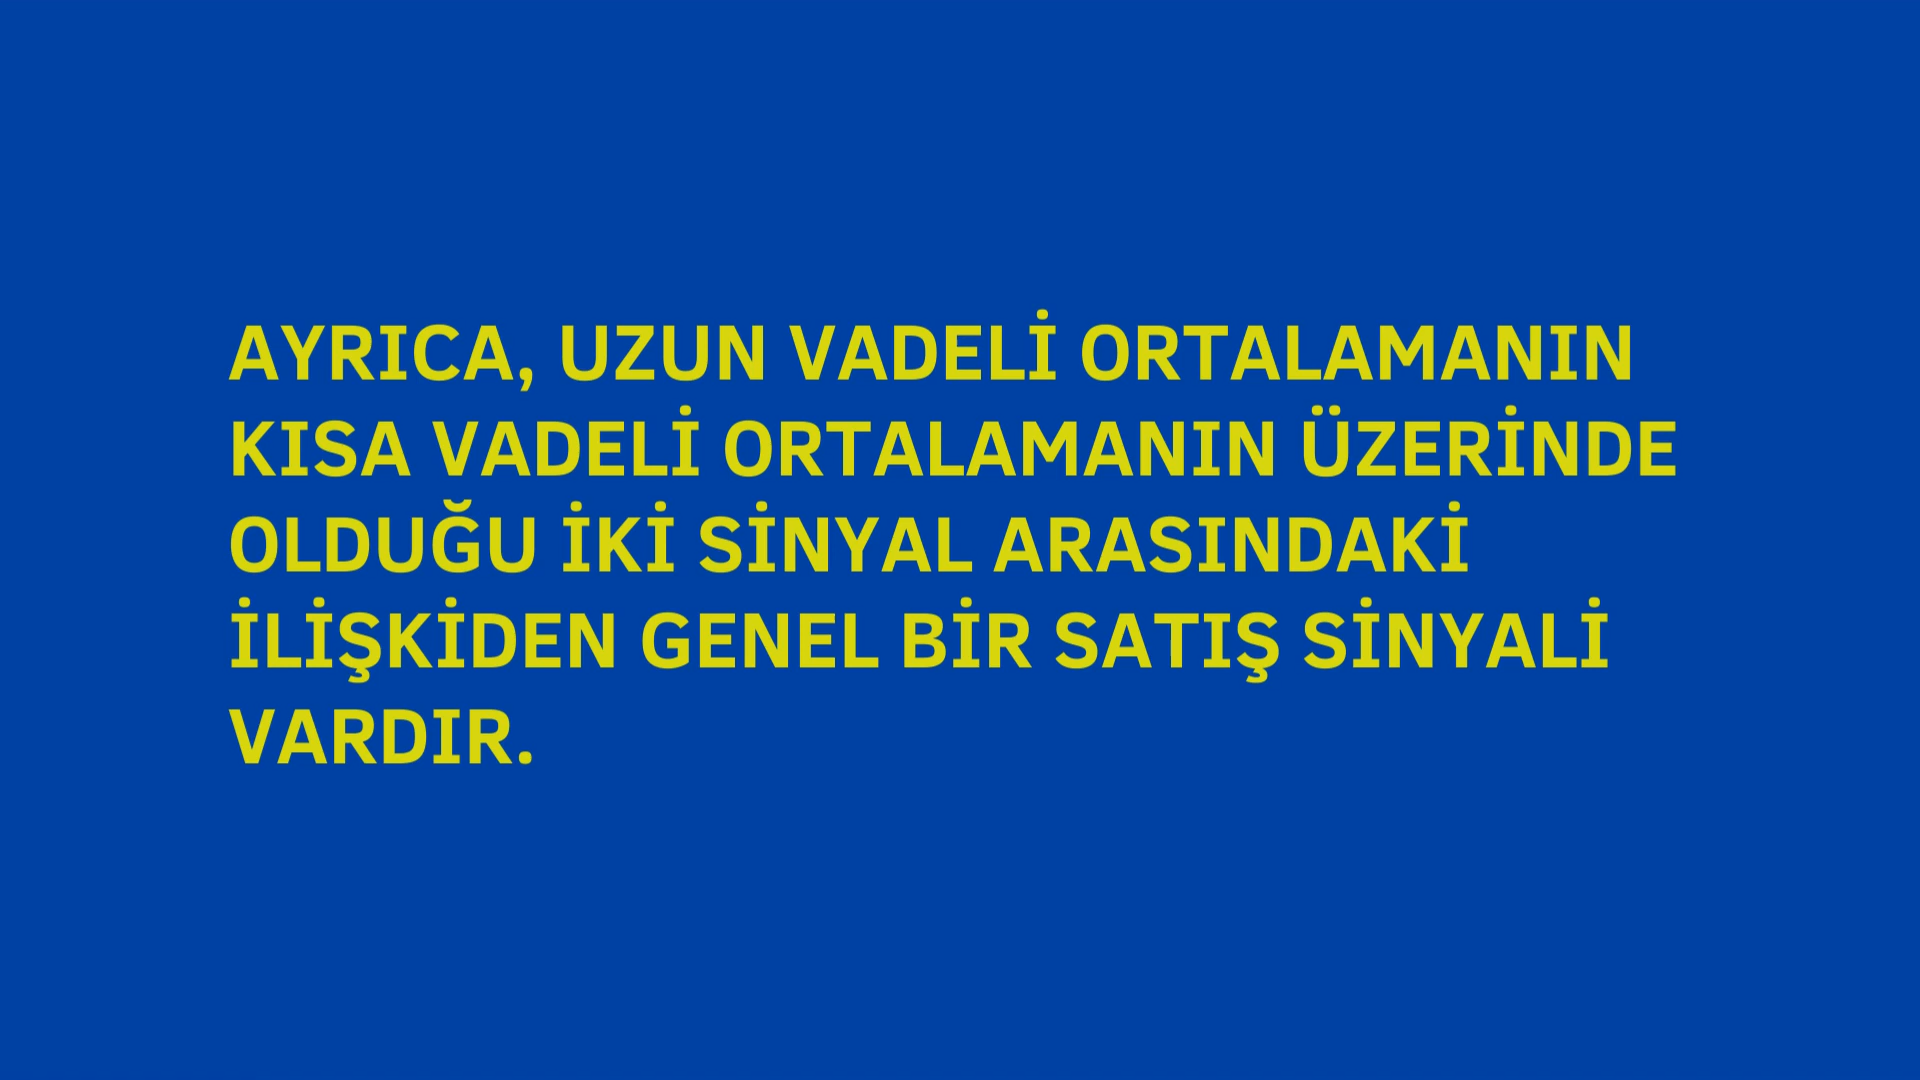 AYRICA, UZUN VADELİ ORTALAMANIN
KISA VADELİ ORTALAMANIN ÜZERİNDE
OLDUĞU İKİ SİNYAL ARASINDAKİ
İLİŞKİDEN GENEL BİR SATIŞ SİNYALİ
VARDIR.